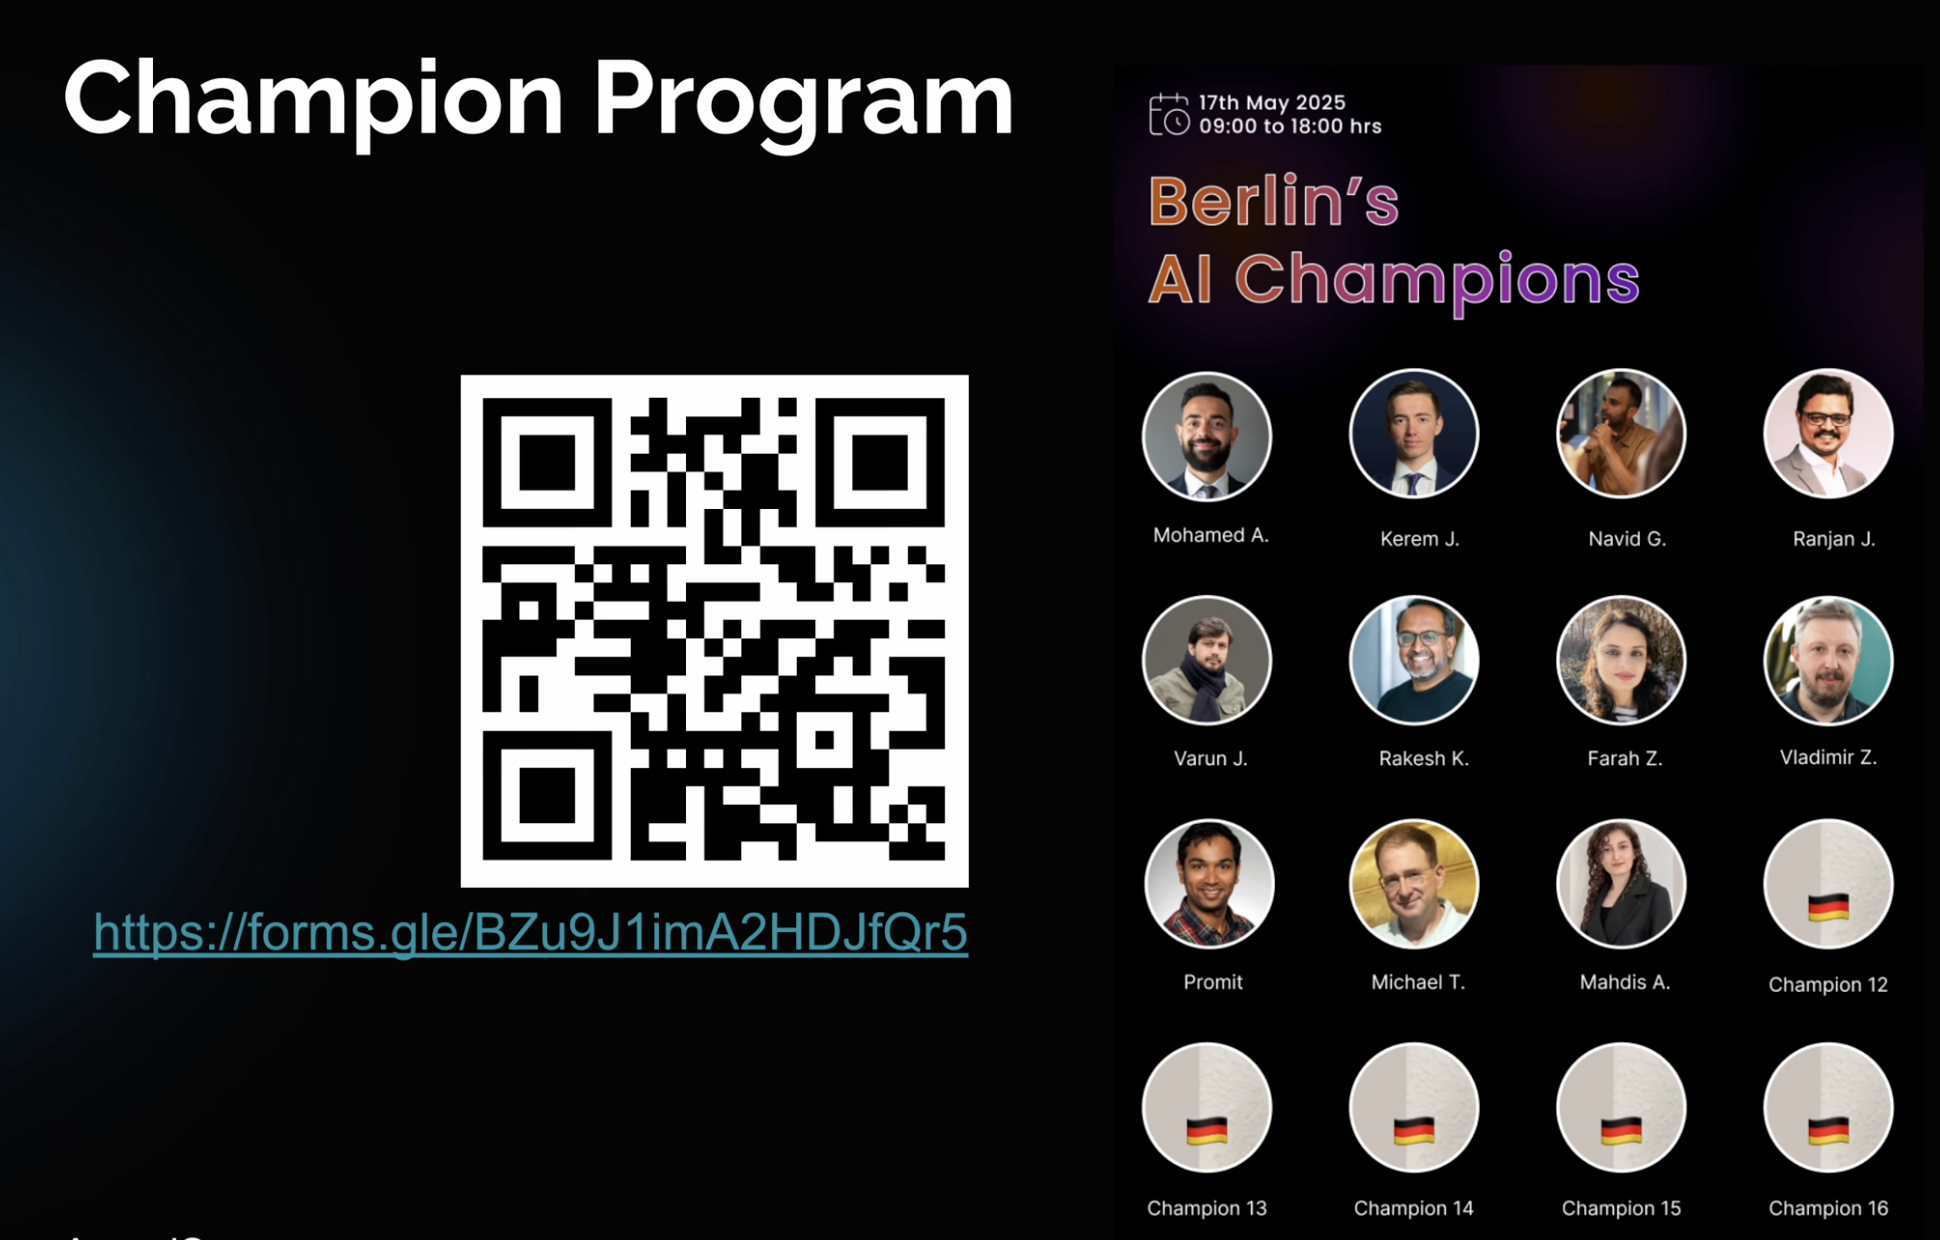 Champion Program
https://forms.gle/BZu9J1imA2HDJfQr5
17th May 2025
09:00 to 18:00 hrs
Berlin’s
AI Champions
Mohamed A.
Kerem J.
Navid G.
Ranjan J.
Varun J.
Rakesh K.
Farah Z.
Vladimir Z.
Promit
Michael T.
Mahdis A.
Champion 12
Champion 13
Champion 14
Champion 15
Champion 16